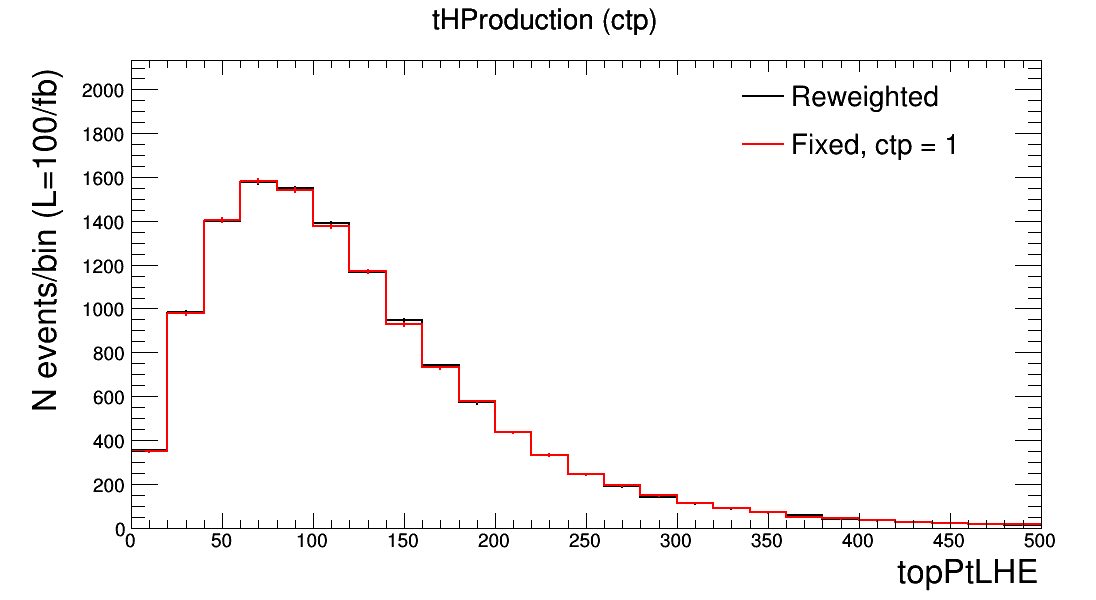 tHProduction (ctp)
N events/bin (L=100/fb)
2000
1800
1600
1400
1200
1000
800
600
400
200
0
Reweighted
Fixed, ctp = 1
0 50 100 150 200 250 300 350 400 450 500
topPtLHE